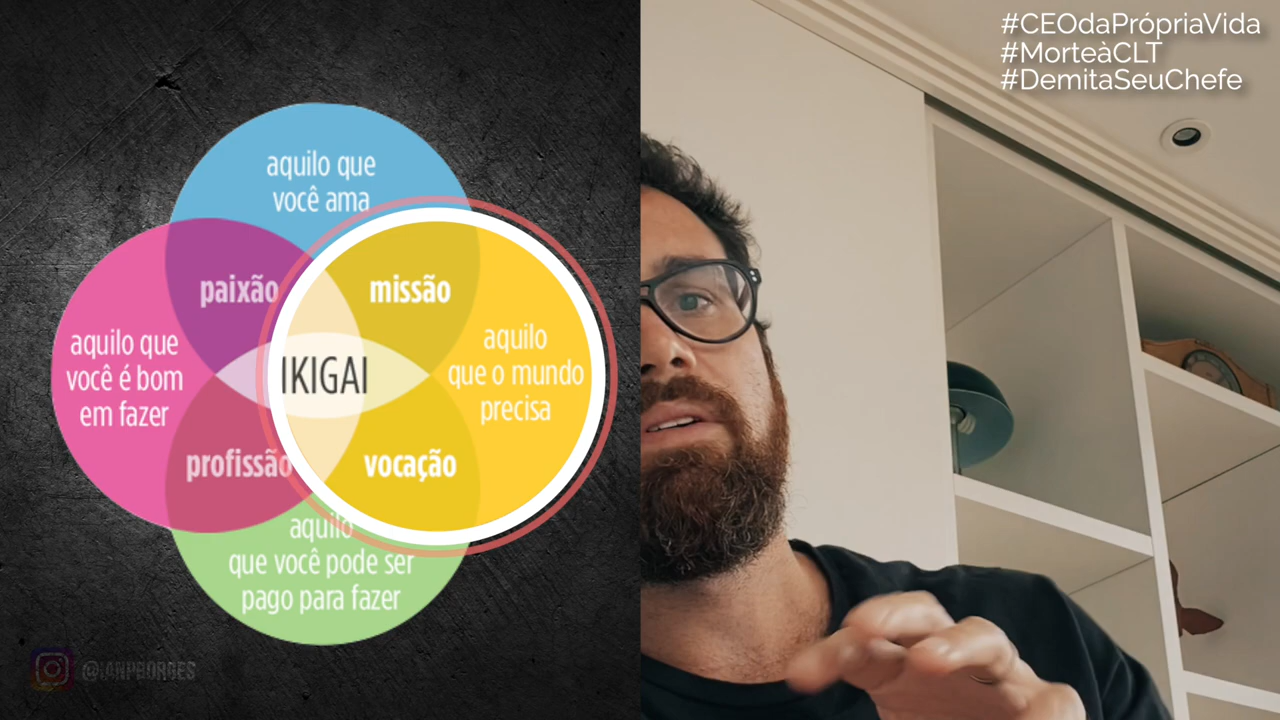 #CEOdaPrópriaVida
#MorteàCLT
#DemitaSeuChefe
aquilo que
você ama
paixão
missão
aquilo que
você é bom
em fazer
IKIGAI
aquilo
que o mundo
precisa
profissão
vocação
aquilo
que você pode ser
pago para fazer
@IANPBORGES